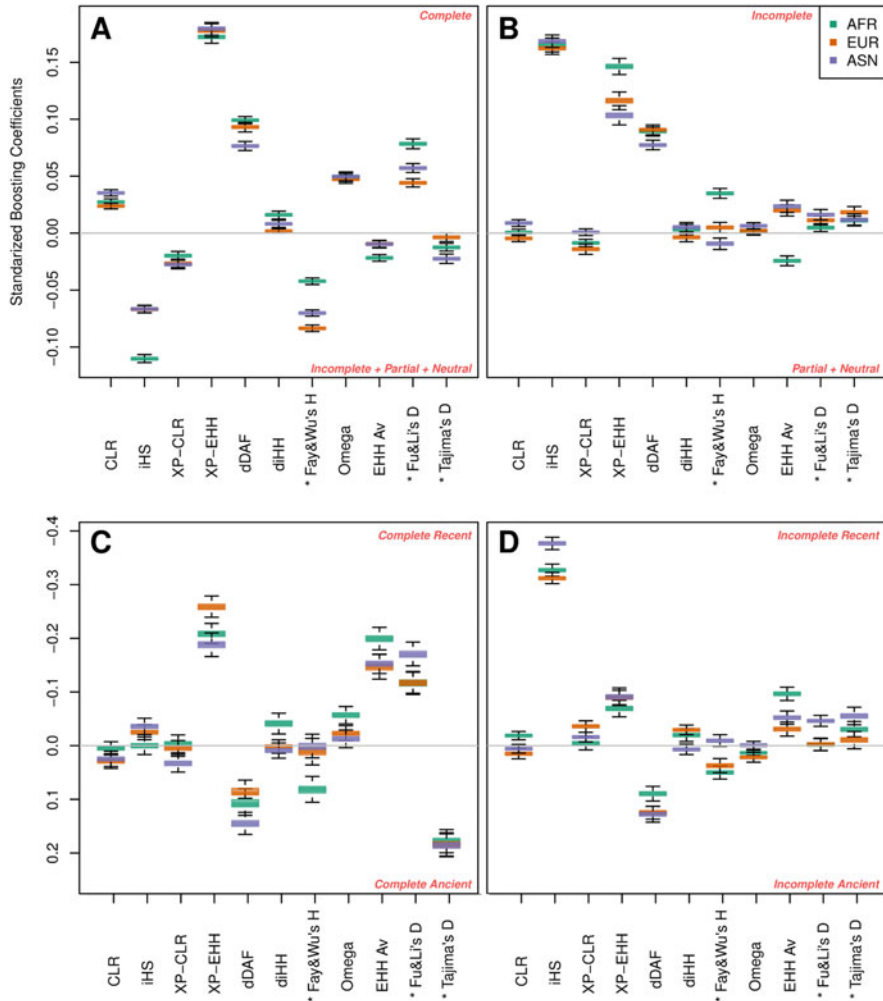 A
Complete
B
Incomplete
AFR
EUR
ASN
Standarized Boosting Coefficients
0.15
0.10
0.05
0.00
−0.05
−0.10
Incomplete + Partial + Neutral
Partial + Neutral
CLR
iHS
XP−CLR
XP−EHH
dDAF
diHH
* Fay&Wu's H
Omega
EHH Av
* Fu&Li's D
* Tajima's D
CLR
iHS
XP−CLR
XP−EHH
dDAF
diHH
* Fay&Wu's H
Omega
EHH Av
* Fu&Li's D
* Tajima's D
C
Complete Recent
D
Incomplete Recent
−0.4
−0.3
−0.2
−0.1
0.0
0.1
0.2
Complete Ancient
Incomplete Ancient
CLR
iHS
XP−CLR
XP−EHH
dDAF
diHH
* Fay&Wu's H
Omega
EHH Av
* Fu&Li's D
* Tajima's D
CLR
iHS
XP−CLR
XP−EHH
dDAF
diHH
* Fay&Wu's H
Omega
EHH Av
* Fu&Li's D
* Tajima's D